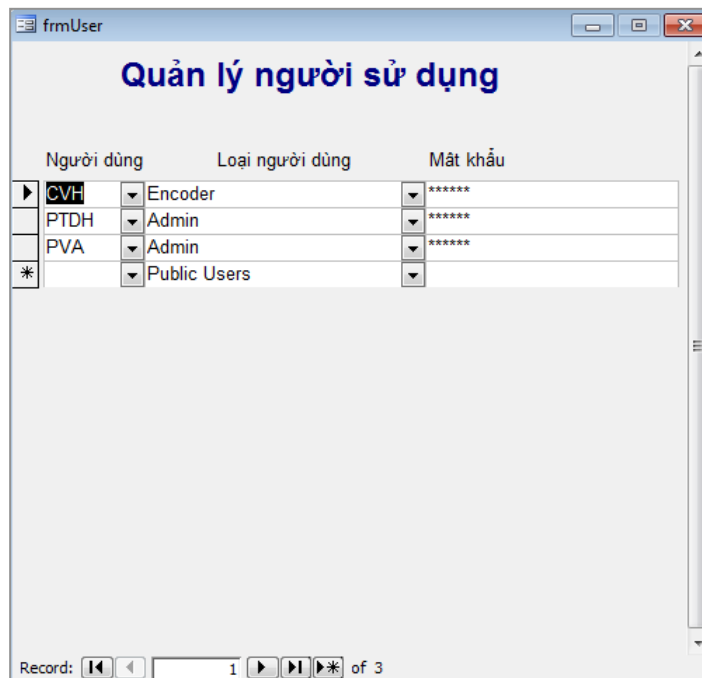 frmUser
Quản lý người sử dụng
Người dùng Loại người dùng Mât khẩu
CVH Encoder ******
PTDH Admin ******
PVA Admin ******
Public Users
Record: 1 of 3